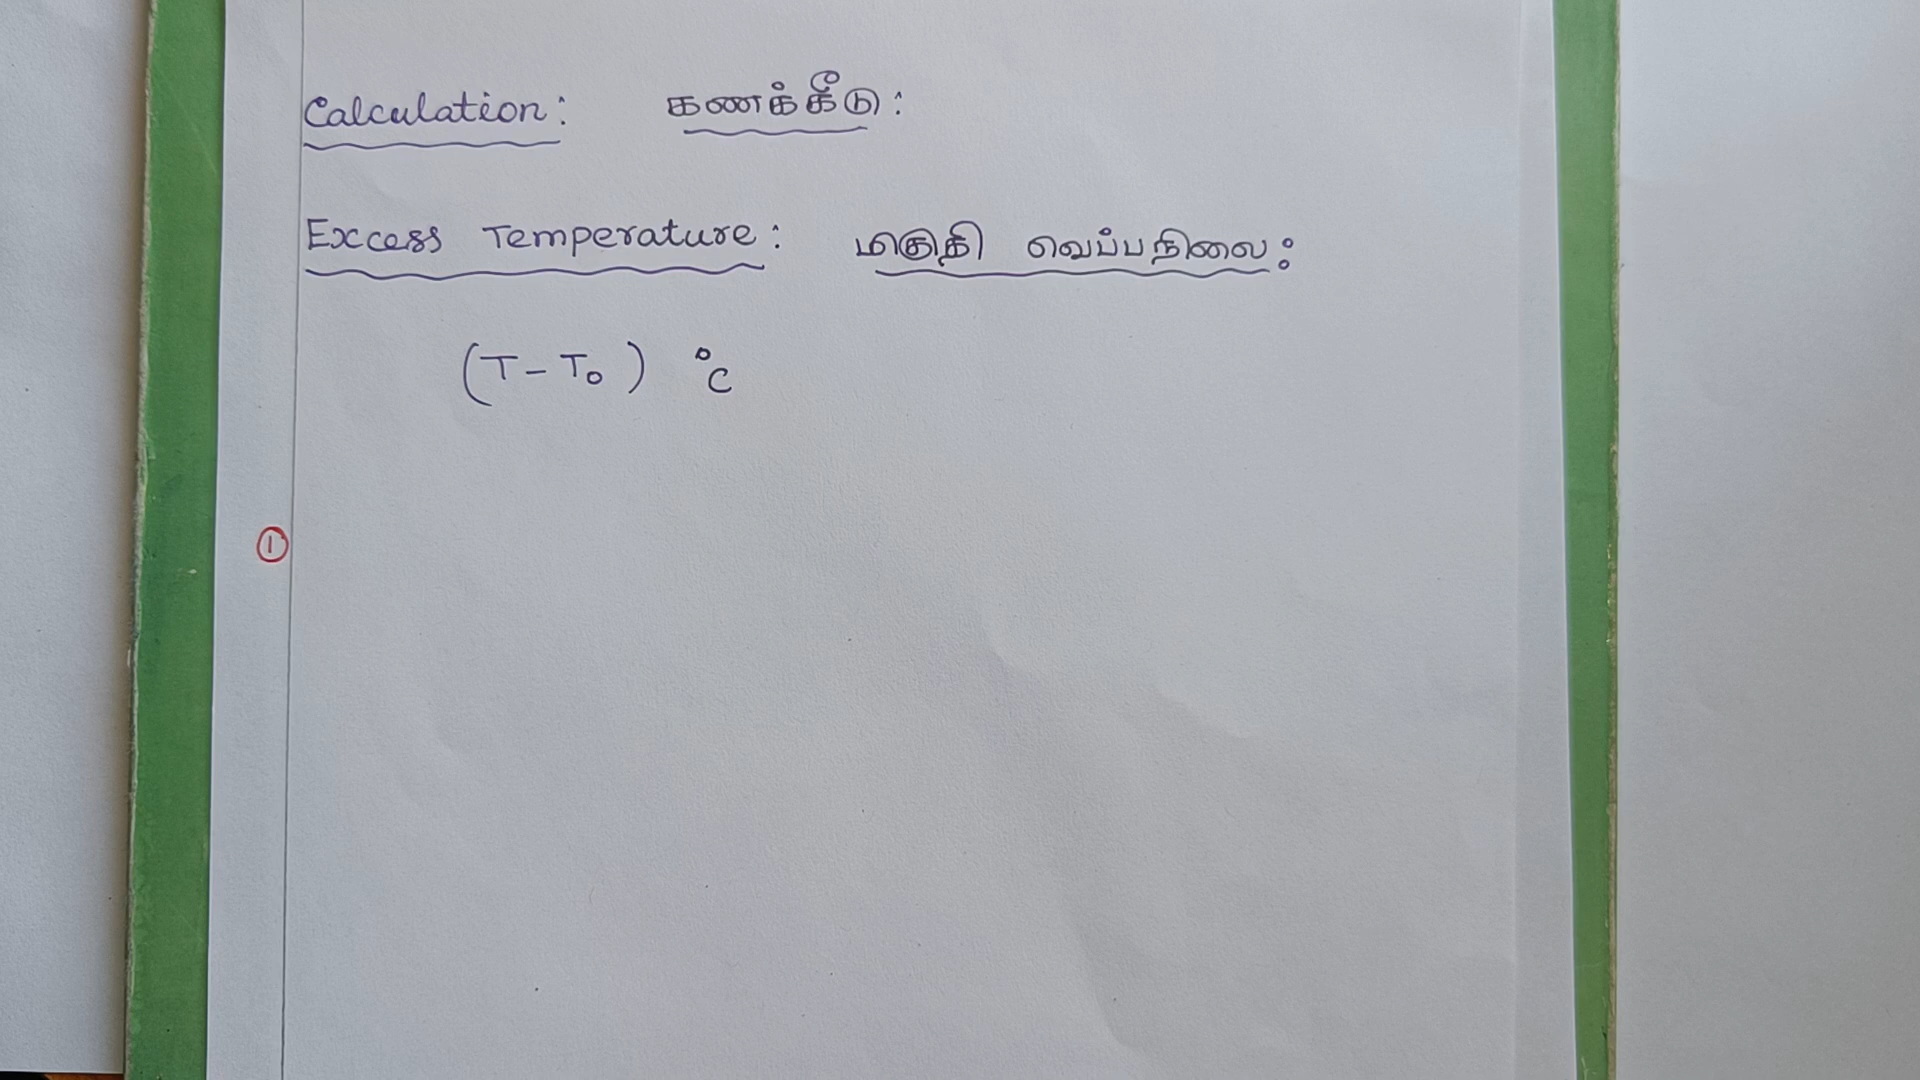 Calculation: கணக்கீடு:
Excess Temperature: மிகுதி வெப்பநிலை:
(T - T₀) °C
①